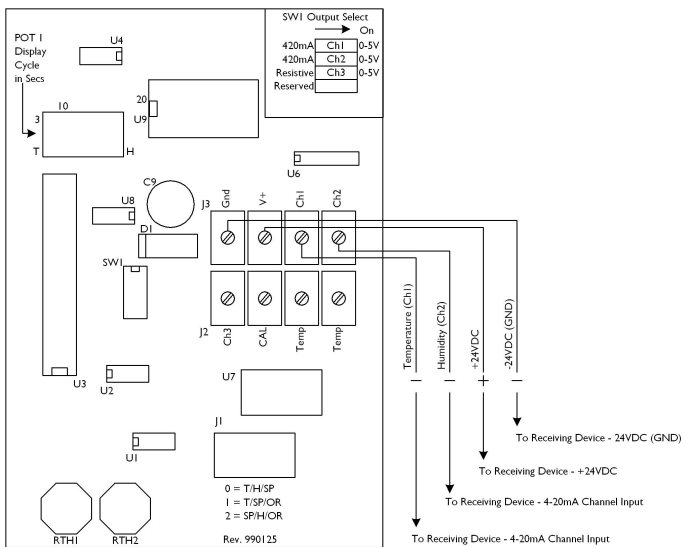 SW1 Output Select
On
420mA Ch1 0-5V
420mA Ch2 0-5V
Resistive Ch3 0-5V
Reserved
POT 1
Display
Cycle
in Secs
U4
10
3
T
H
20
U9
U6
C9
U8
D1
J3
Gnd
V+
Ch1
Ch2
SW1
J2
Ch3
CAL
Temp
Temp
Temperature (Ch1)
Humidity (Ch2)
+24VDC
-24VDC (GND)
U3
U2
U7
J1
U1
0 = T/H/SP
1 = T/SP/OR
2 = SP/H/OR
RTH1
RTH2
Rev. 990125
To Receiving Device - 24VDC (GND)
To Receiving Device - +24VDC
To Receiving Device - 4-20mA Channel Input
To Receiving Device - 4-20mA Channel Input